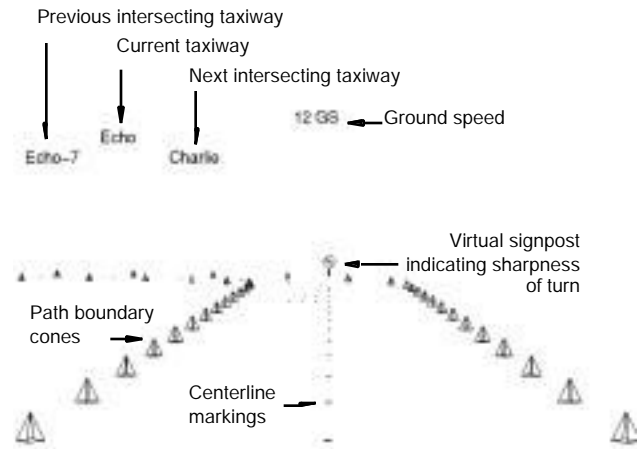 Previous intersecting taxiway
Current taxiway
Next intersecting taxiway
12 GS
Ground speed
Echo
Echo-7
Charlie
Virtual signpost
indicating sharpness
of turn
Path boundary
cones
Centerline
markings